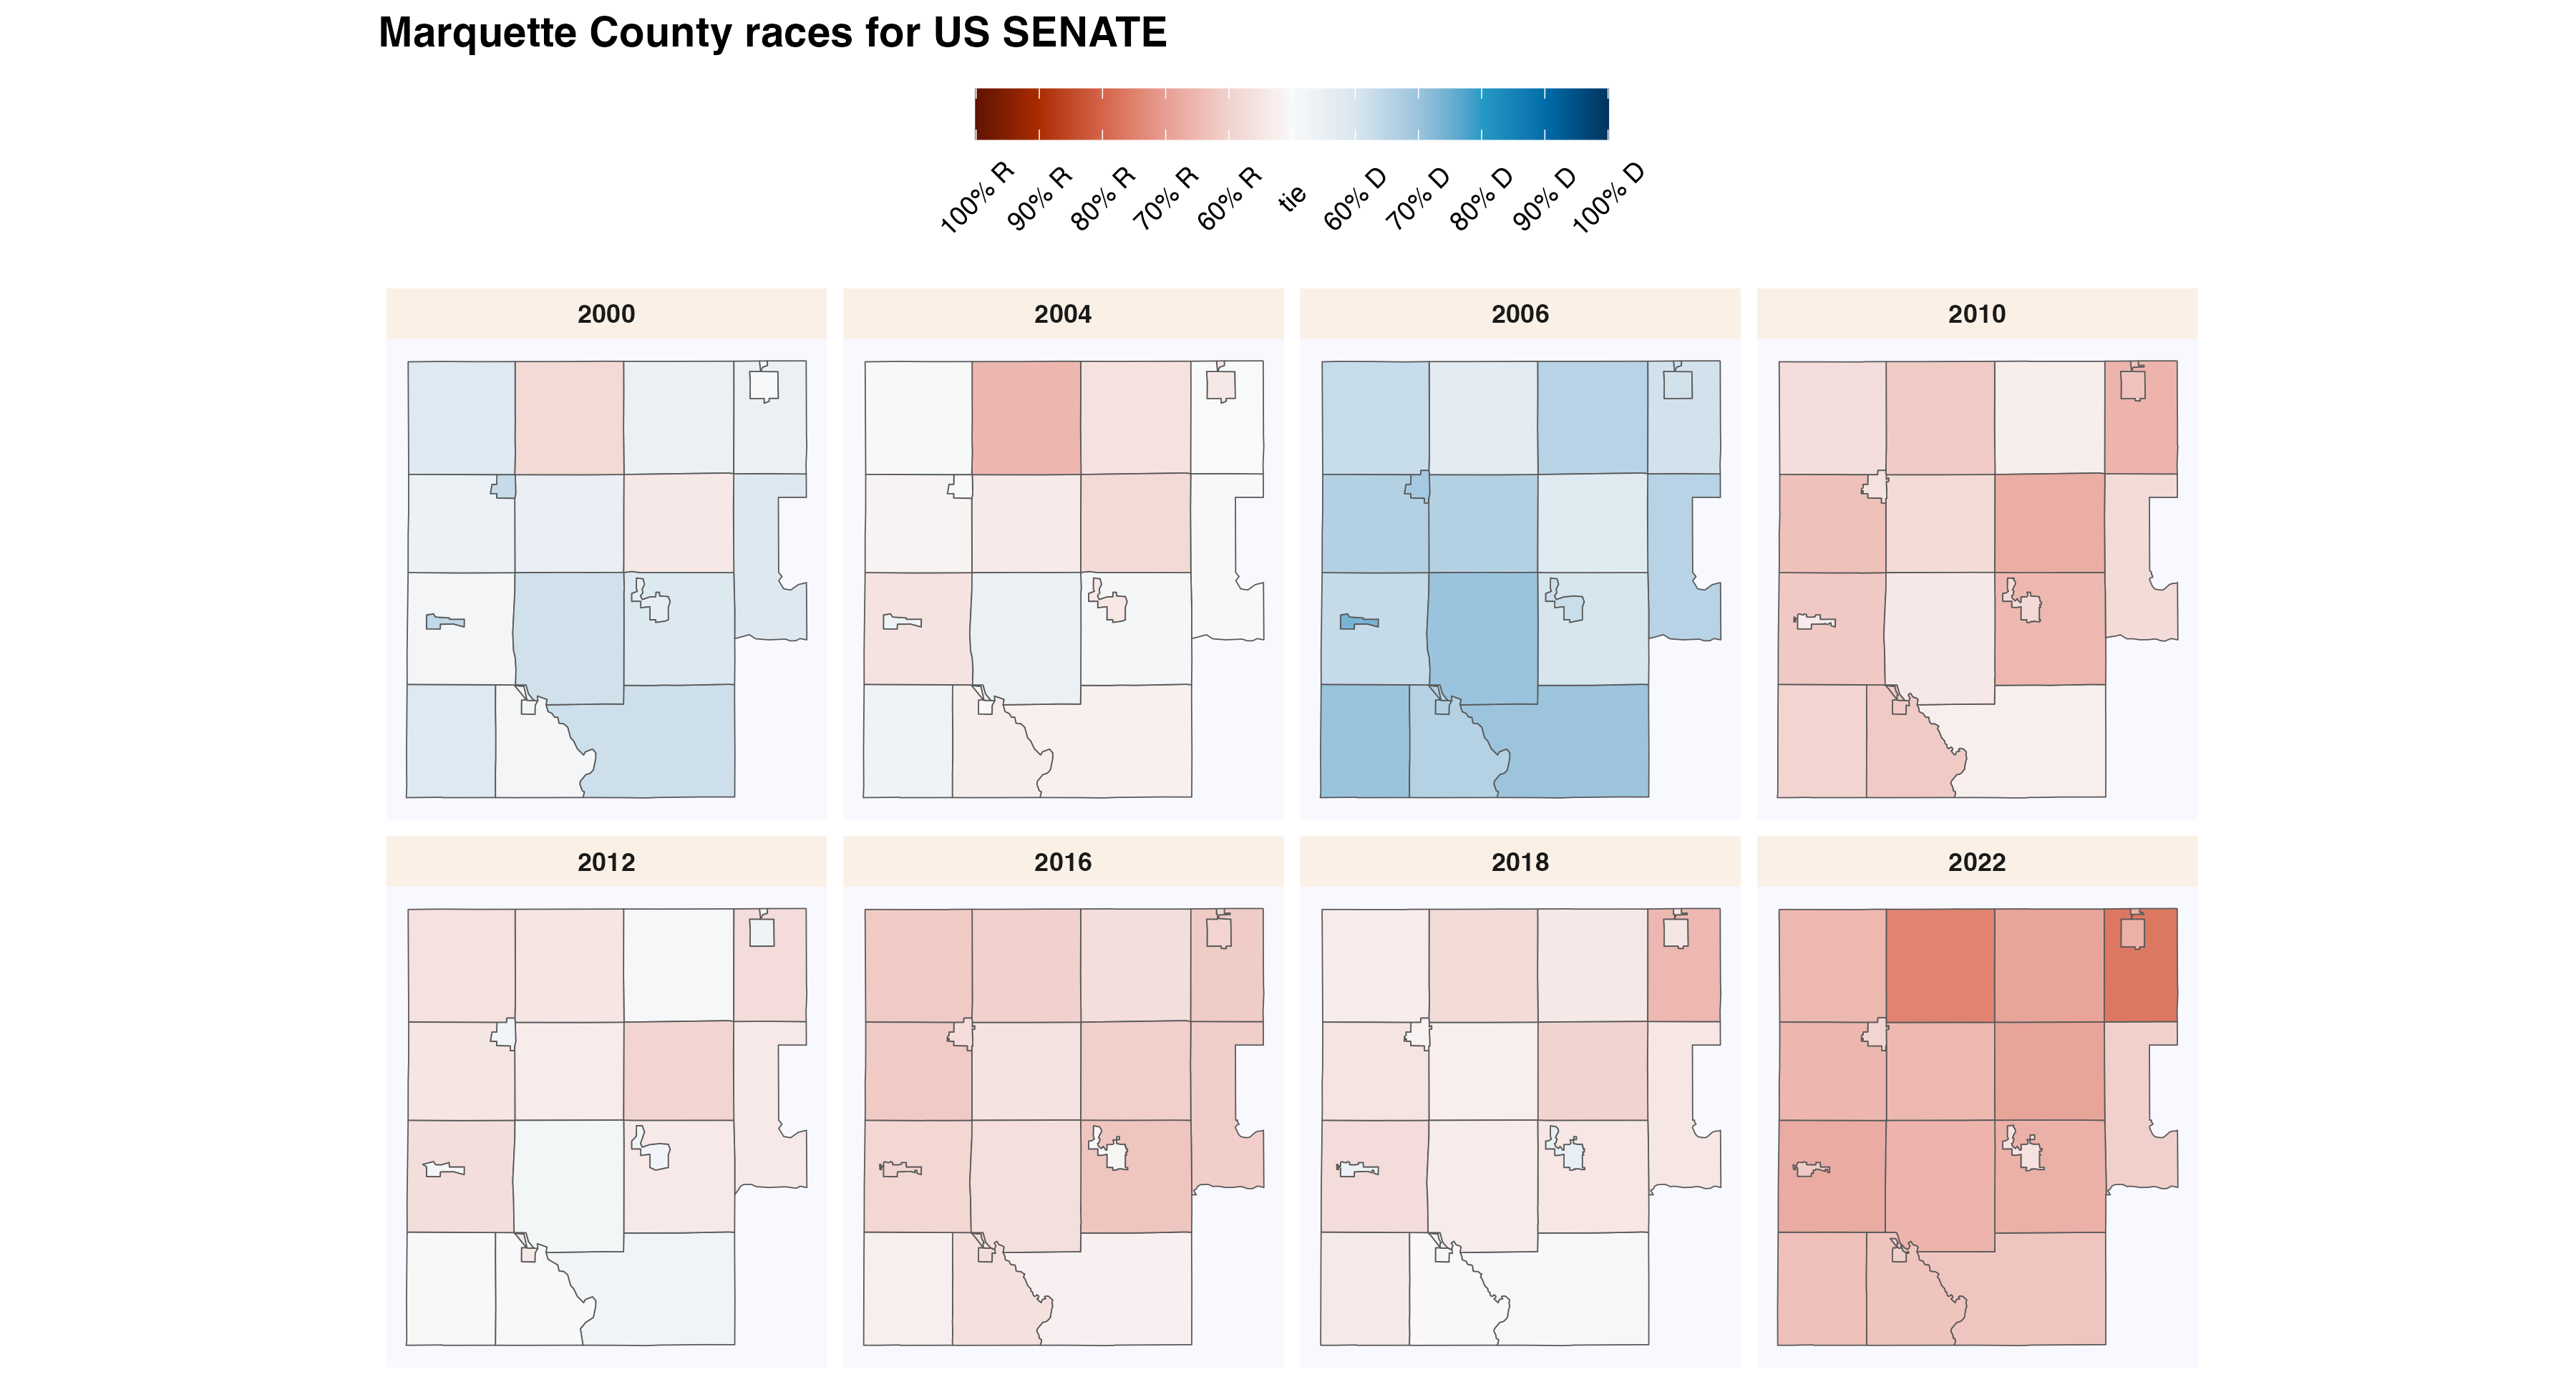 Marquette County races for US SENATE
100% R 90% R 80% R 70% R 60% R tie 60% D 70% D 80% D 90% D 100% D
2000 2004 2006 2010
2012 2016 2018 2022